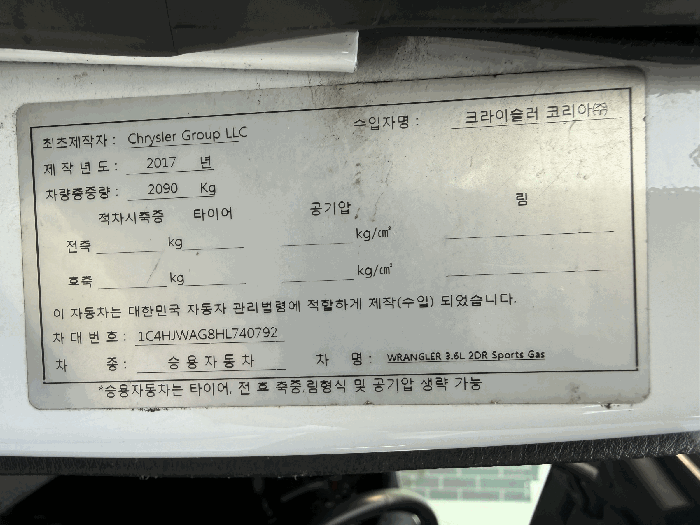 최초제작자 : Chrysler Group LLC 수입자명 : 크라이슬러 코리아㈜
제 작 년 도 : 2017 년
차량총중량 : 2090 Kg
적차시축중 타이어 공기압 림
전축 kg kg/㎠
후축 kg kg/㎠
이 자동차는 대한민국 자동차 관리법령에 적합하게 제작(수입) 되었습니다.
차 대 번 호 : 1C4HJWAG8HL740792
차 종 : 승 용 자 동 차 차 명 : WRANGLER 3.6L 2DR Sports Gas
*승용자동차는 타이어, 전 후 축중,림형식 및 공기압 생략 가능